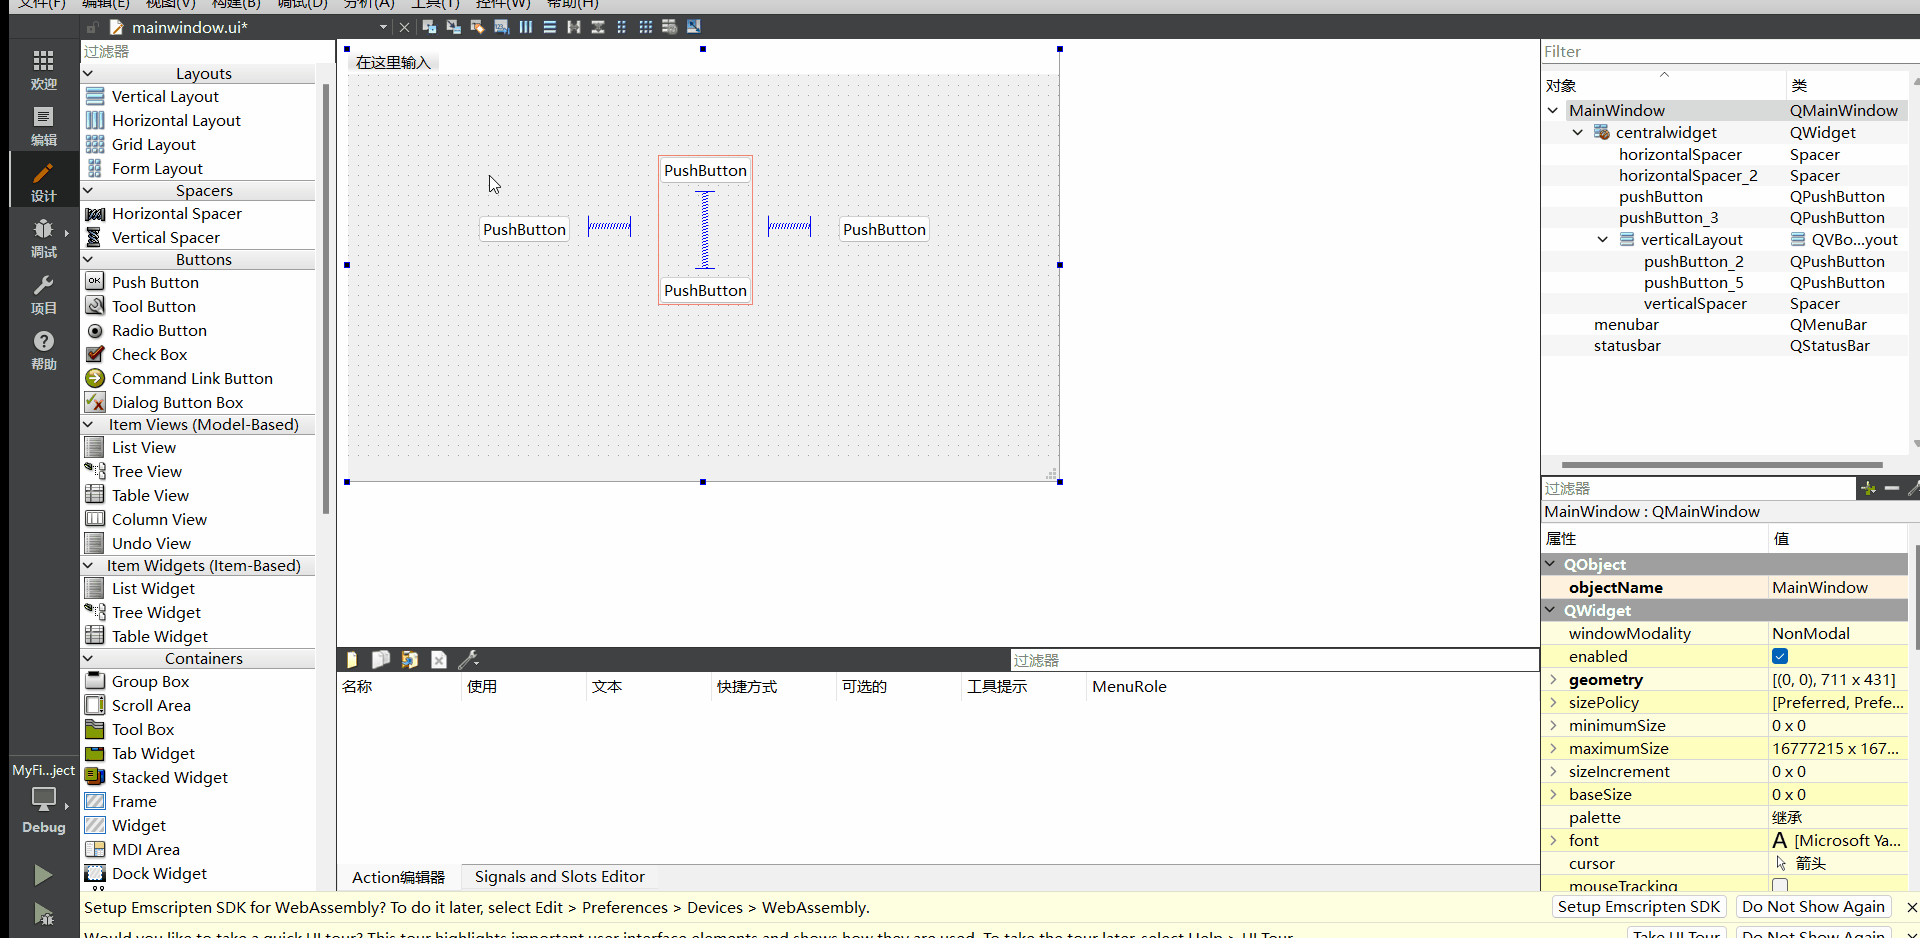 文件(F) 编辑(E) 视图(V) 构建(B) 调试(D) 分析(A) 工具(T) 控件(W) 帮助(H)
mainwindow.ui*
过滤器
Layouts
Vertical Layout
Horizontal Layout
Grid Layout
Form Layout
Spacers
Horizontal Spacer
Vertical Spacer
Buttons
Push Button
Tool Button
Radio Button
Check Box
Command Link Button
Dialog Button Box
Item Views (Model-Based)
List View
Tree View
Table View
Column View
Undo View
Item Widgets (Item-Based)
List Widget
Tree Widget
Table Widget
Containers
Group Box
Scroll Area
Tool Box
Tab Widget
Stacked Widget
Frame
Widget
MDI Area
Dock Widget
欢迎
编辑
设计
调试
项目
帮助
MyFi...ject
Debug
在这里输入
PushButton
PushButton
PushButton
PushButton
过滤器
名称 使用 文本 快捷方式 可选的 工具提示 MenuRole
Action编辑器 Signals and Slots Editor
Filter
对象 类
MainWindow QMainWindow
centralwidget QWidget
horizontalSpacer Spacer
horizontalSpacer_2 Spacer
pushButton QPushButton
pushButton_3 QPushButton
verticalLayout QVBo...yout
pushButton_2 QPushButton
pushButton_5 QPushButton
verticalSpacer Spacer
menubar QMenuBar
statusbar QStatusBar
过滤器
MainWindow : QMainWindow
属性 值
QObject
objectName MainWindow
QWidget
windowModality NonModal
enabled
geometry [(0, 0), 711 x 431]
sizePolicy [Preferred, Prefe...
minimumSize 0 x 0
maximumSize 16777215 x 167...
sizeIncrement 0 x 0
baseSize 0 x 0
palette 继承
font A [Microsoft Ya...
cursor 箭头
mouseTracking
Setup Emscripten SDK for WebAssembly? To do it later, select Edit > Preferences > Devices > WebAssembly. Setup Emscripten SDK Do Not Show Again
Would you like to take a quick UI tour? This tour highlights important user interface elements and shows how they are used. To take the tour later, select Help > UI Tour. Take UI Tour Do Not Show Again